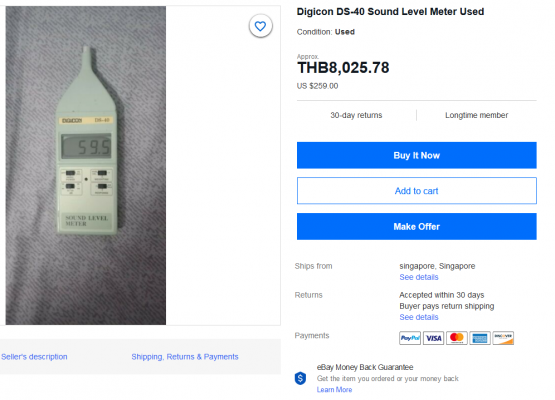 Digicon DS-40 Sound Level Meter Used
Condition: Used
Approx.
THB8,025.78
US $259.00
30-day returns
Longtime member
Buy It Now
Add to cart
Make Offer
Ships from
singapore, Singapore
See details
Returns
Accepted within 30 days
Buyer pays return shipping
See details
Payments
PayPal VISA
eBay Money Back Guarantee
Get the item you ordered or your money back
Learn More
DIGICON DS-40
59.5
SOUND LEVEL
METER
Seller's description
Shipping, Returns & Payments